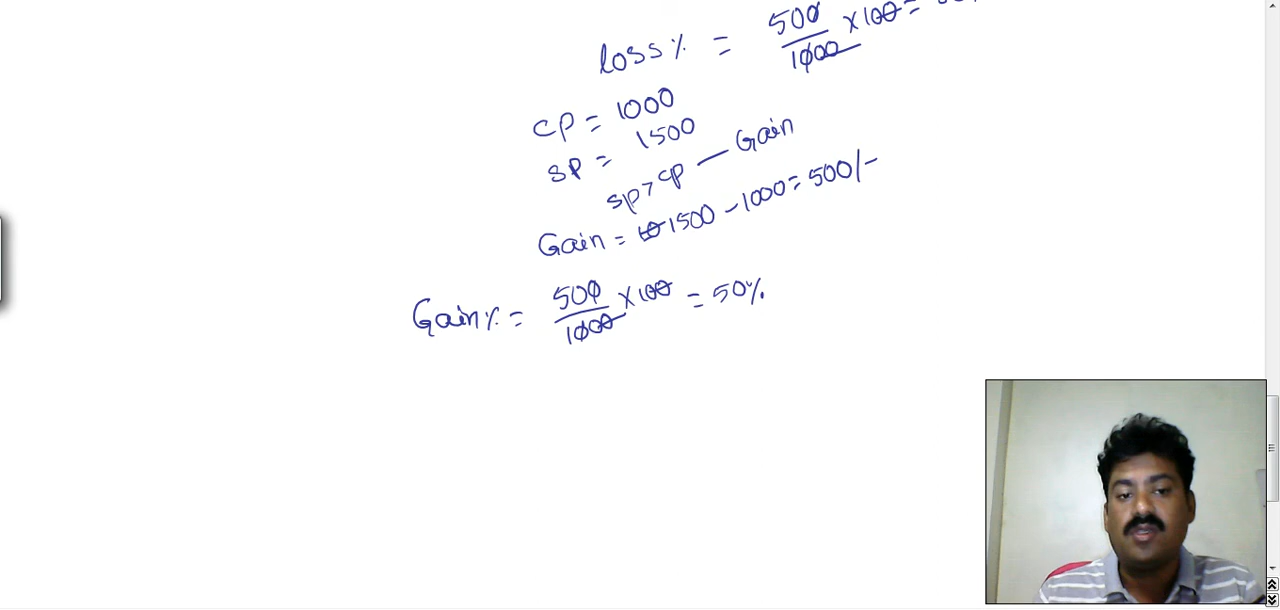 loss% = 500/1000 ×100 =
CP = 1000
SP = 1500
SP > CP — Gain
Gain = 1500 - 1000 = 500/-
Gain% = 500/1000 ×100 = 50%